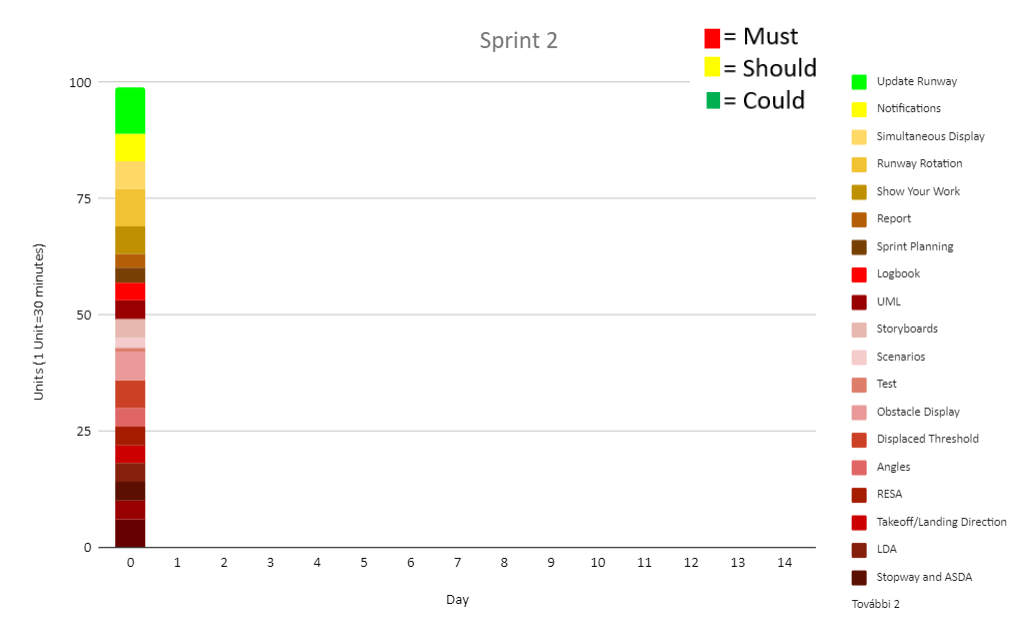 Sprint 2
= Must
= Should
= Could
100
75
50
25
0
Units (1 Unit=30 minutes)
0 1 2 3 4 5 6 7 8 9 10 11 12 13 14
Day
Update Runway
Notifications
Simultaneous Display
Runway Rotation
Show Your Work
Report
Sprint Planning
Logbook
UML
Storyboards
Scenarios
Test
Obstacle Display
Displaced Threshold
Angles
RESA
Takeoff/Landing Direction
LDA
Stopway and ASDA
További 2